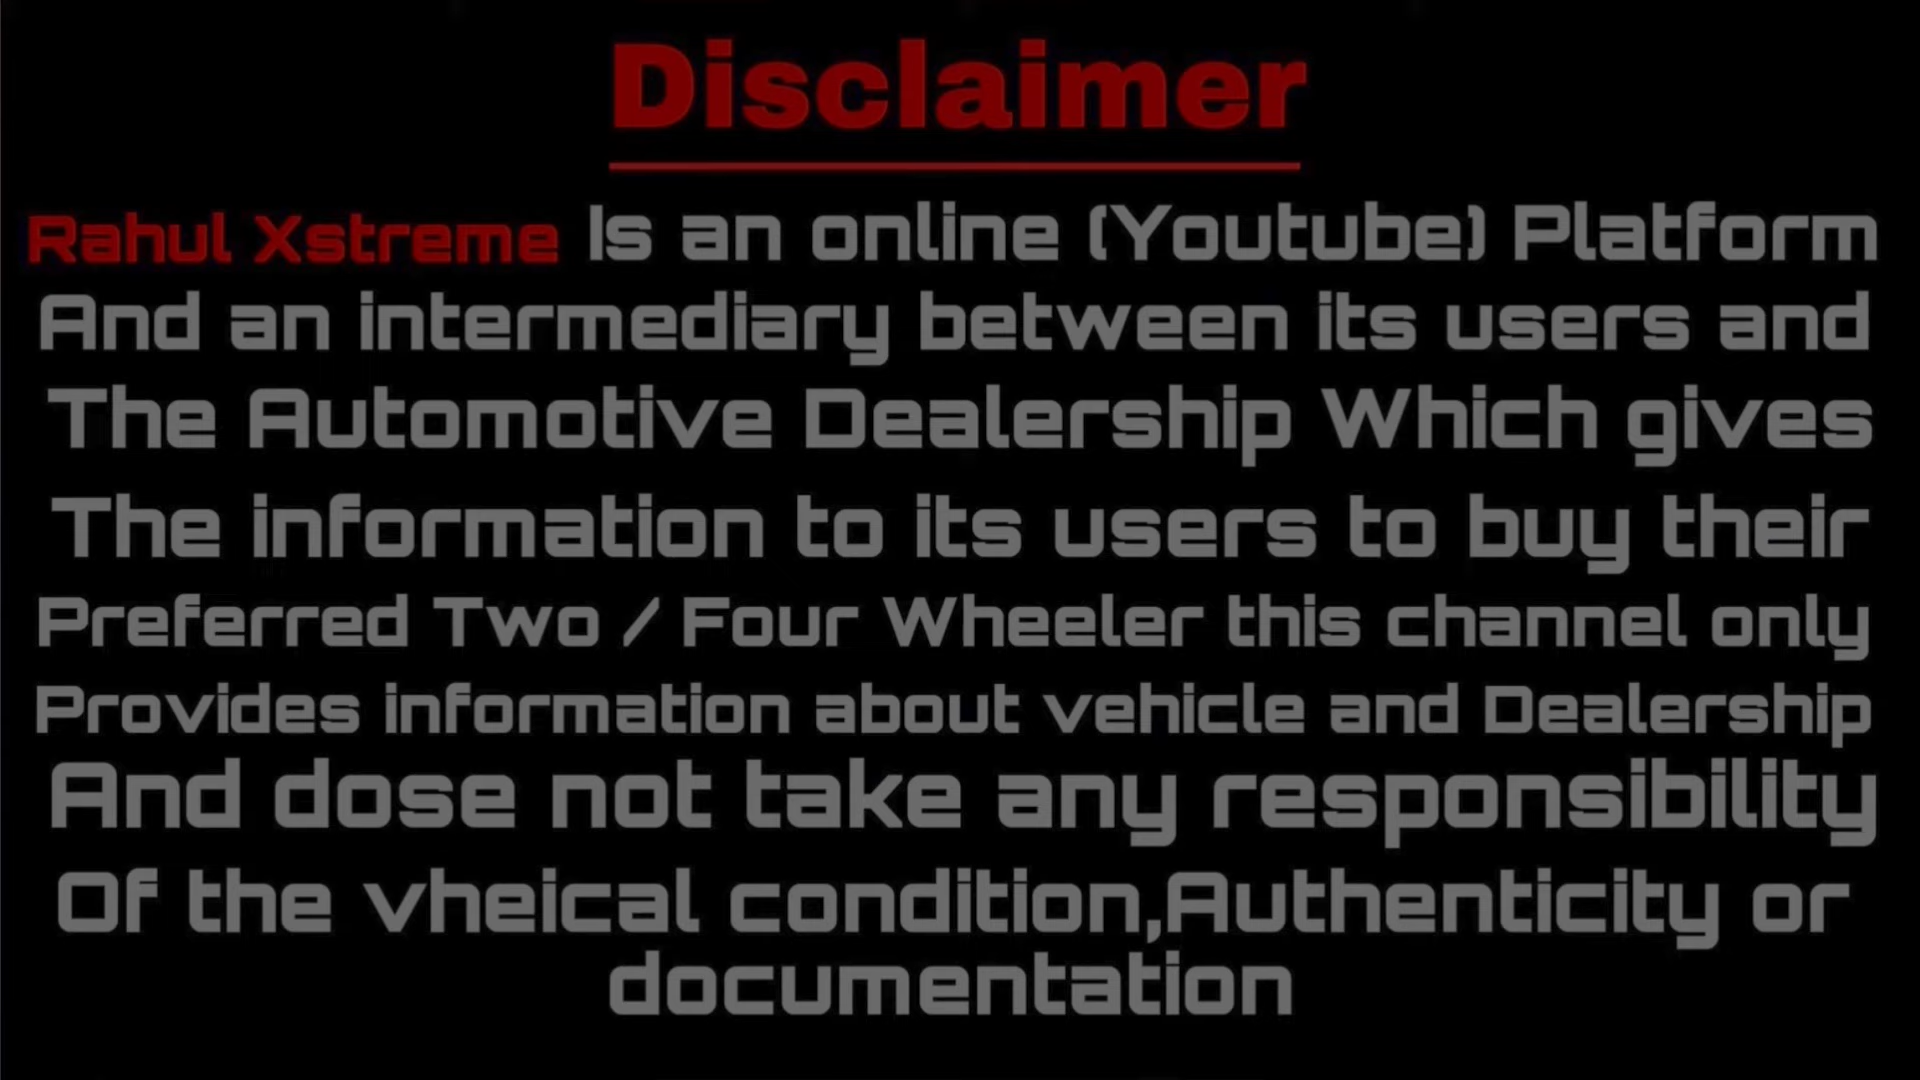 Disclaimer
Rahul Xstreme Is an online (Youtube) Platform
And an intermediary between its users and
The Automotive Dealership Which gives
The information to its users to buy their
Preferred Two / Four Wheeler this channel only
Provides information about vehicle and Dealership
And dose not take any responsibility
Of the vheical condition,Authenticity or
documentation